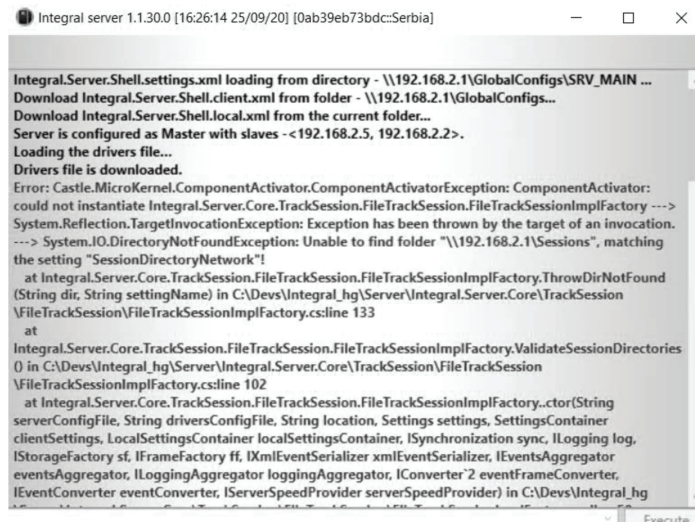 Integral server 1.1.30.0 [16:26:14 25/09/20] [0ab39eb73bdc::Serbia]
Integral.Server.Shell.settings.xml loading from directory - \\192.168.2.1\GlobalConfigs\SRV_MAIN ...
Download Integral.Server.Shell.client.xml from folder - \\192.168.2.1\GlobalConfigs...
Download Integral.Server.Shell.local.xml from the current folder...
Server is configured as Master with slaves -<192.168.2.5, 192.168.2.2>.
Loading the drivers file...
Drivers file is downloaded.
Error: Castle.MicroKernel.ComponentActivator.ComponentActivatorException: ComponentActivator:
could not instantiate Integral.Server.Core.TrackSession.FileTrackSession.FileTrackSessionImplFactory --->
System.Reflection.TargetInvocationException: Exception has been thrown by the target of an invocation.
---> System.IO.DirectoryNotFoundException: Unable to find folder "\\192.168.2.1\Sessions", matching
the setting "SessionDirectoryNetwork"!
at Integral.Server.Core.TrackSession.FileTrackSession.FileTrackSessionImplFactory.ThrowDirNotFound
(String dir, String settingName) in C:\Devs\Integral_hg\Server\Integral.Server.Core\TrackSession
\FileTrackSession\FileTrackSessionImplFactory.cs:line 133
at
Integral.Server.Core.TrackSession.FileTrackSession.FileTrackSessionImplFactory.ValidateSessionDirectories
() in C:\Devs\Integral_hg\Server\Integral.Server.Core\TrackSession\FileTrackSession
\FileTrackSessionImplFactory.cs:line 102
at Integral.Server.Core.TrackSession.FileTrackSession.FileTrackSessionImplFactory..ctor(String
serverConfigFile, String driversConfigFile, String location, Settings settings, SettingsContainer
clientSettings, LocalSettingsContainer localSettingsContainer, ISynchronization sync, ILogging log,
IStorageFactory sf, IFrameFactory ff, IXmlEventSerializer xmlEventSerializer, IEventsAggregator
eventsAggregator, ILoggingAggregator loggingAggregator, IConverter`2 eventFrameConverter,
IEventConverter eventConverter, IServerSpeedProvider serverSpeedProvider) in C:\Devs\Integral_hg
Execute